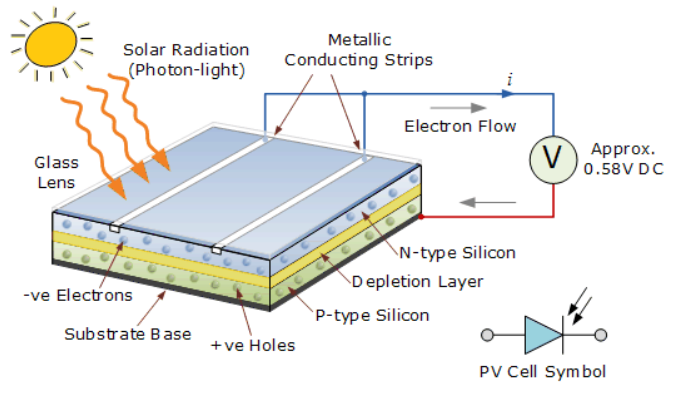 Solar Radiation
(Photon-light)
Metallic
Conducting Strips
i
Electron Flow
V
Approx.
0.58V DC
Glass
Lens
N-type Silicon
Depletion Layer
-ve Electrons
P-type Silicon
Substrate Base
+ve Holes
PV Cell Symbol